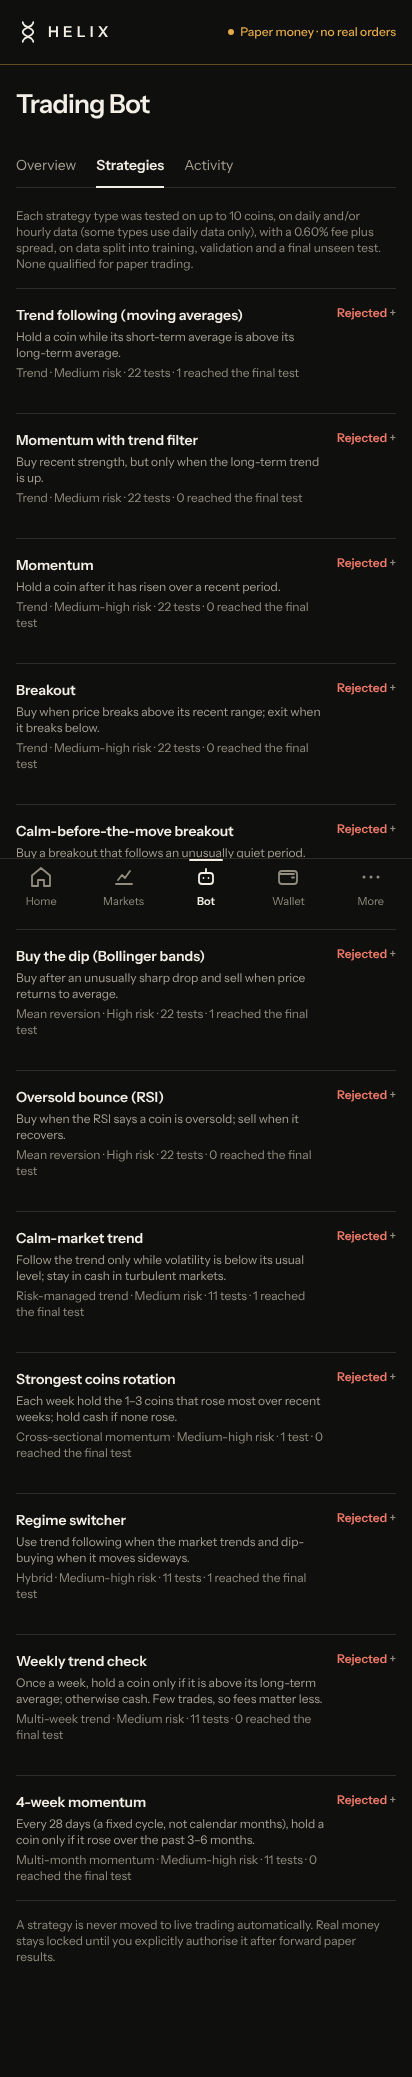 HELIX
Paper money · no real orders
Trading Bot
Overview Strategies Activity
Each strategy type was tested on up to 10 coins, on daily and/or
hourly data (some types use daily data only), with a 0.60% fee plus
spread, on data split into training, validation and a final unseen test.
None qualified for paper trading.
Trend following (moving averages)
Rejected +
Hold a coin while its short-term average is above its
long-term average.
Trend · Medium risk · 22 tests · 1 reached the final test
Momentum with trend filter
Rejected +
Buy recent strength, but only when the long-term trend
is up.
Trend · Medium risk · 22 tests · 0 reached the final test
Momentum
Rejected +
Hold a coin after it has risen over a recent period.
Trend · Medium-high risk · 22 tests · 0 reached the final
test
Breakout
Rejected +
Buy when price breaks above its recent range; exit when
it breaks below.
Trend · Medium-high risk · 22 tests · 0 reached the final
test
Calm-before-the-move breakout
Rejected +
Buy a breakout that follows an unusually quiet period.
Home Markets Bot Wallet More
Buy the dip (Bollinger bands)
Rejected +
Buy after an unusually sharp drop and sell when price
returns to average.
Mean reversion · High risk · 22 tests · 1 reached the final
test
Oversold bounce (RSI)
Rejected +
Buy when the RSI says a coin is oversold; sell when it
recovers.
Mean reversion · High risk · 22 tests · 0 reached the final
test
Calm-market trend
Rejected +
Follow the trend only while volatility is below its usual
level; stay in cash in turbulent markets.
Risk-managed trend · Medium risk · 11 tests · 1 reached
the final test
Strongest coins rotation
Rejected +
Each week hold the 1–3 coins that rose most over recent
weeks; hold cash if none rose.
Cross-sectional momentum · Medium-high risk · 1 test · 0
reached the final test
Regime switcher
Rejected +
Use trend following when the market trends and dip-
buying when it moves sideways.
Hybrid · Medium-high risk · 11 tests · 1 reached the final
test
Weekly trend check
Rejected +
Once a week, hold a coin only if it is above its long-term
average; otherwise cash. Few trades, so fees matter less.
Multi-week trend · Medium risk · 11 tests · 0 reached the
final test
4-week momentum
Rejected +
Every 28 days (a fixed cycle, not calendar months), hold a
coin only if it rose over the past 3–6 months.
Multi-month momentum · Medium-high risk · 11 tests · 0
reached the final test
A strategy is never moved to live trading automatically. Real money
stays locked until you explicitly authorise it after forward paper
results.